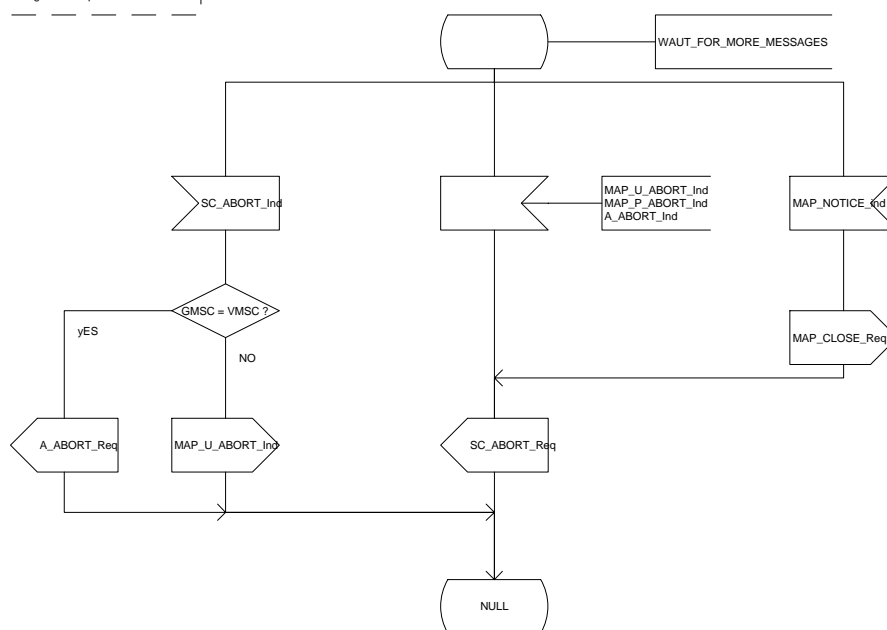 WAUT_FOR_MORE_MESSAGES
SC_ABORT_Ind
MAP_U_ABORT_Ind
MAP_P_ABORT_Ind
A_ABORT_Ind
MAP_NOTICE_Ind
GMSC = VMSC ?
yES
NO
MAP_CLOSE_Req
A_ABORT_Req
MAP_U_ABORT_Ind
SC_ABORT_Req
NULL